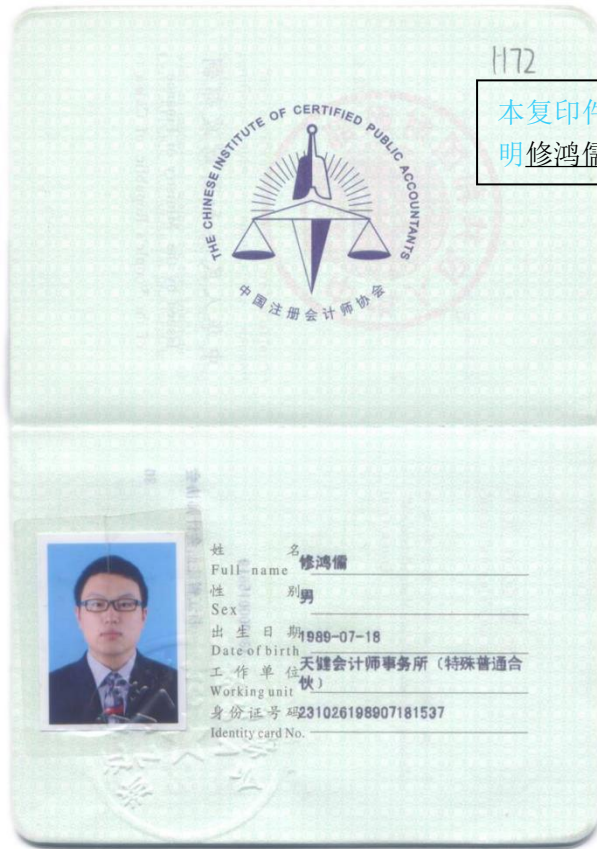 1172
本复印件
明修鸿儒
THE CHINESE INSTITUTE OF CERTIFIED PUBLIC ACCOUNTANTS
中国注册会计师协会
姓 名 修鸿儒
Full name
性 别 男
Sex
出生日期 1989-07-18
Date of birth
工作单位 天健会计师事务所（特殊普通合
Working unit 伙）
身份证号码 231026198907181537
Identity card No.